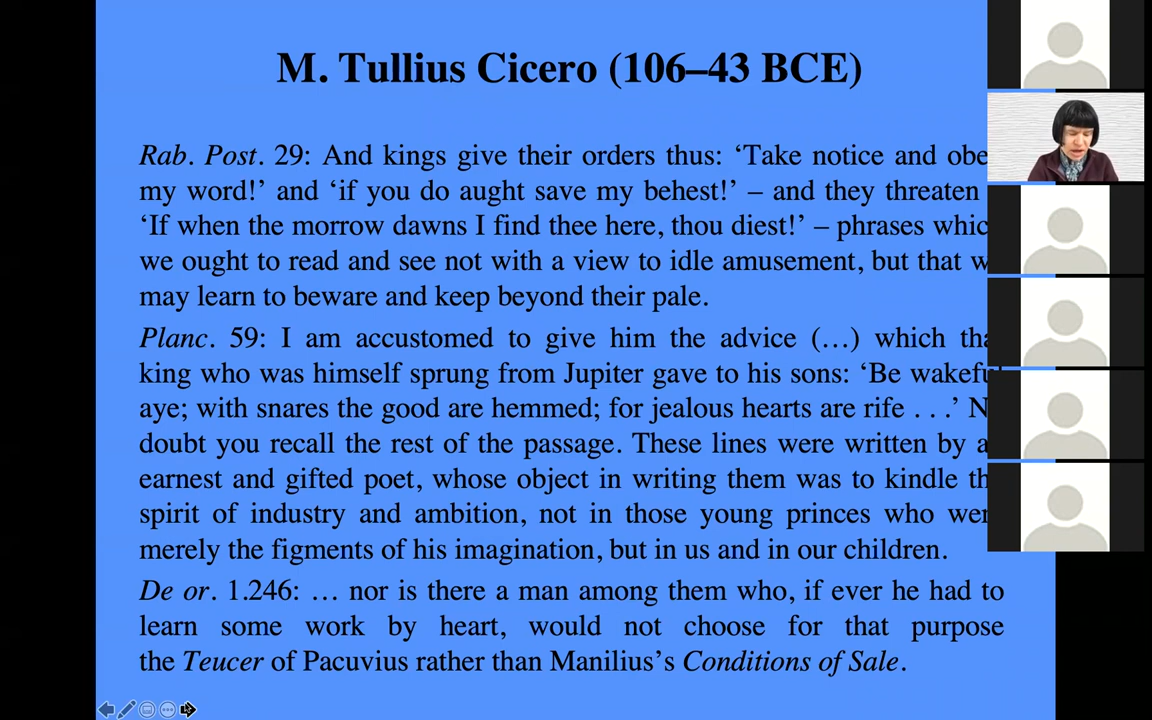 M. Tullius Cicero (106–43 BCE)
Rab. Post. 29: And kings give their orders thus: ‘Take notice and
my word!’ and ‘if you do aught save my behest!’ – and they threaten
‘If when the morrow dawns I find thee here, thou diest!’ – phrases
we ought to read and see not with a view to idle amusement, but that
may learn to beware and keep beyond their pale.
Planc. 59: I am accustomed to give him the advice (…) which
king who was himself sprung from Jupiter gave to his sons: ‘Be
aye; with snares the good are hemmed; for jealous hearts are rife . . .’
doubt you recall the rest of the passage. These lines were written by
earnest and gifted poet, whose object in writing them was to kindle
spirit of industry and ambition, not in those young princes who
merely the figments of his imagination, but in us and in our children.
De or. 1.246: … nor is there a man among them who, if ever he had to
learn some work by heart, would not choose for that purpose
the Teucer of Pacuvius rather than Manilius’s Conditions of Sale.